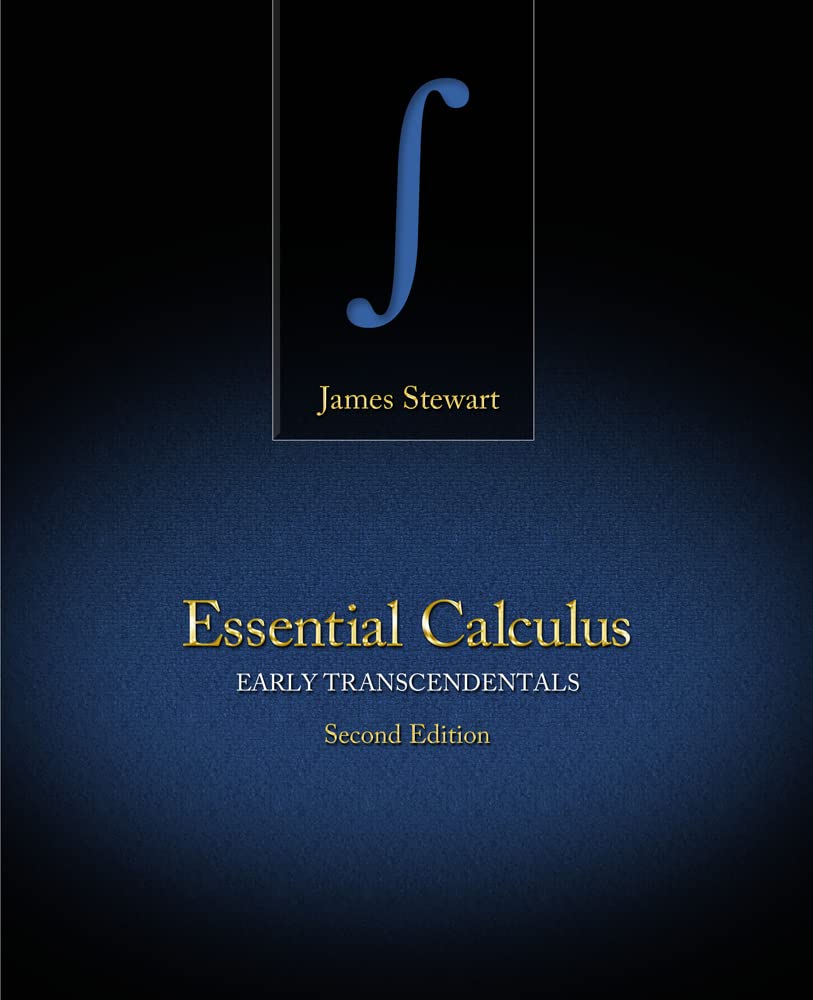 ∫
James Stewart
Essential Calculus
EARLY TRANSCENDENTALS
Second Edition